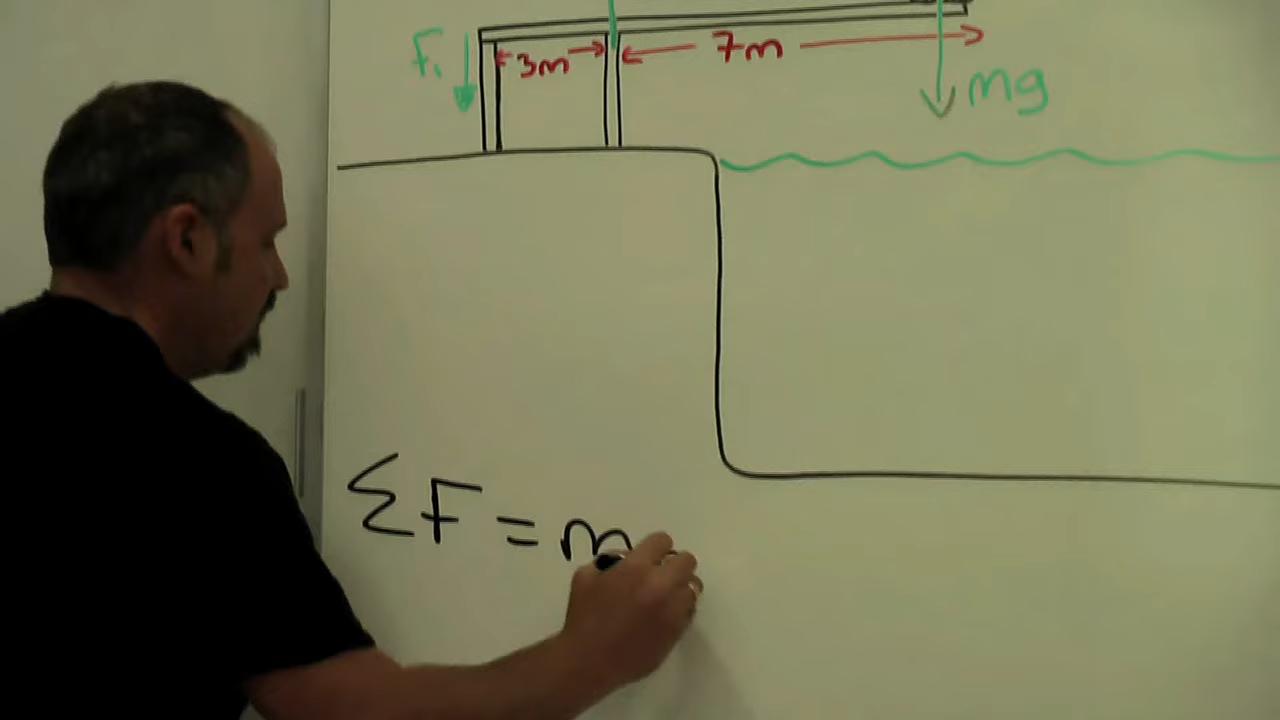 F₁
3m
7m
mg
ΣF = m